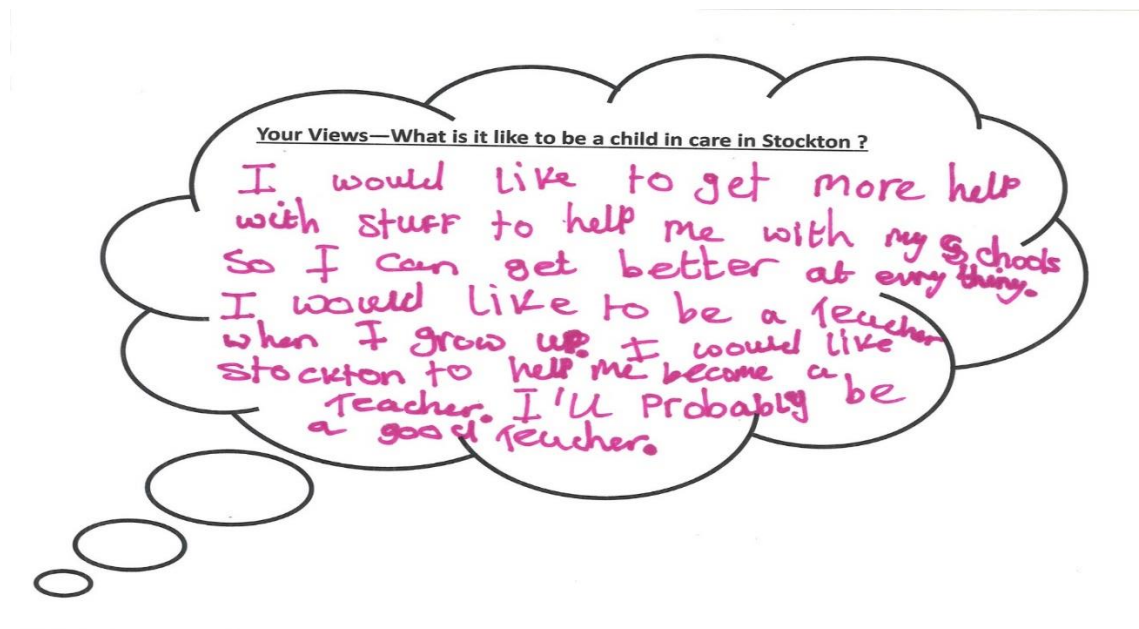 Your Views—What is it like to be a child in care in Stockton ?
I would like to get more help
with stuff to help me with my schools
so I can get better at evry thing.
I would like to be a Teacher
when I grow up. I would like
stockton to help me become a
Teacher. I'll Probably be
a good Teacher.